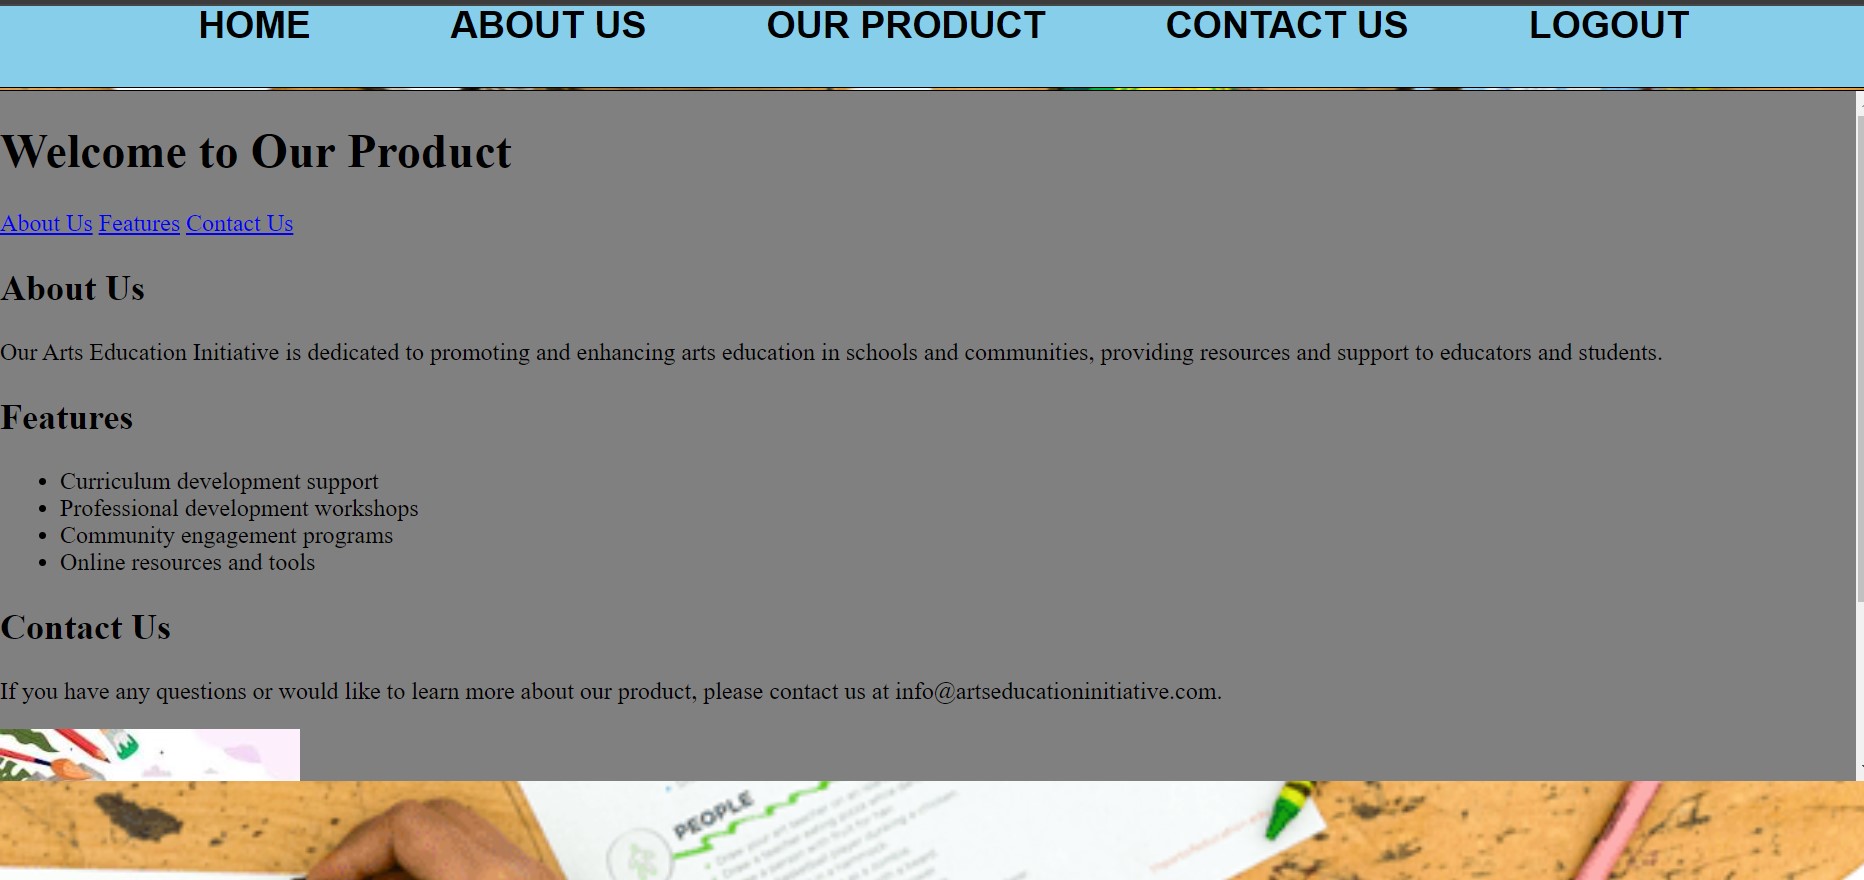 HOME ABOUT US OUR PRODUCT CONTACT US LOGOUT
Welcome to Our Product
About Us Features Contact Us
About Us
Our Arts Education Initiative is dedicated to promoting and enhancing arts education in schools and communities, providing resources and support to educators and students.
Features
• Curriculum development support
• Professional development workshops
• Community engagement programs
• Online resources and tools
Contact Us
If you have any questions or would like to learn more about our product, please contact us at info@artseducationinitiative.com.
PEOPLE